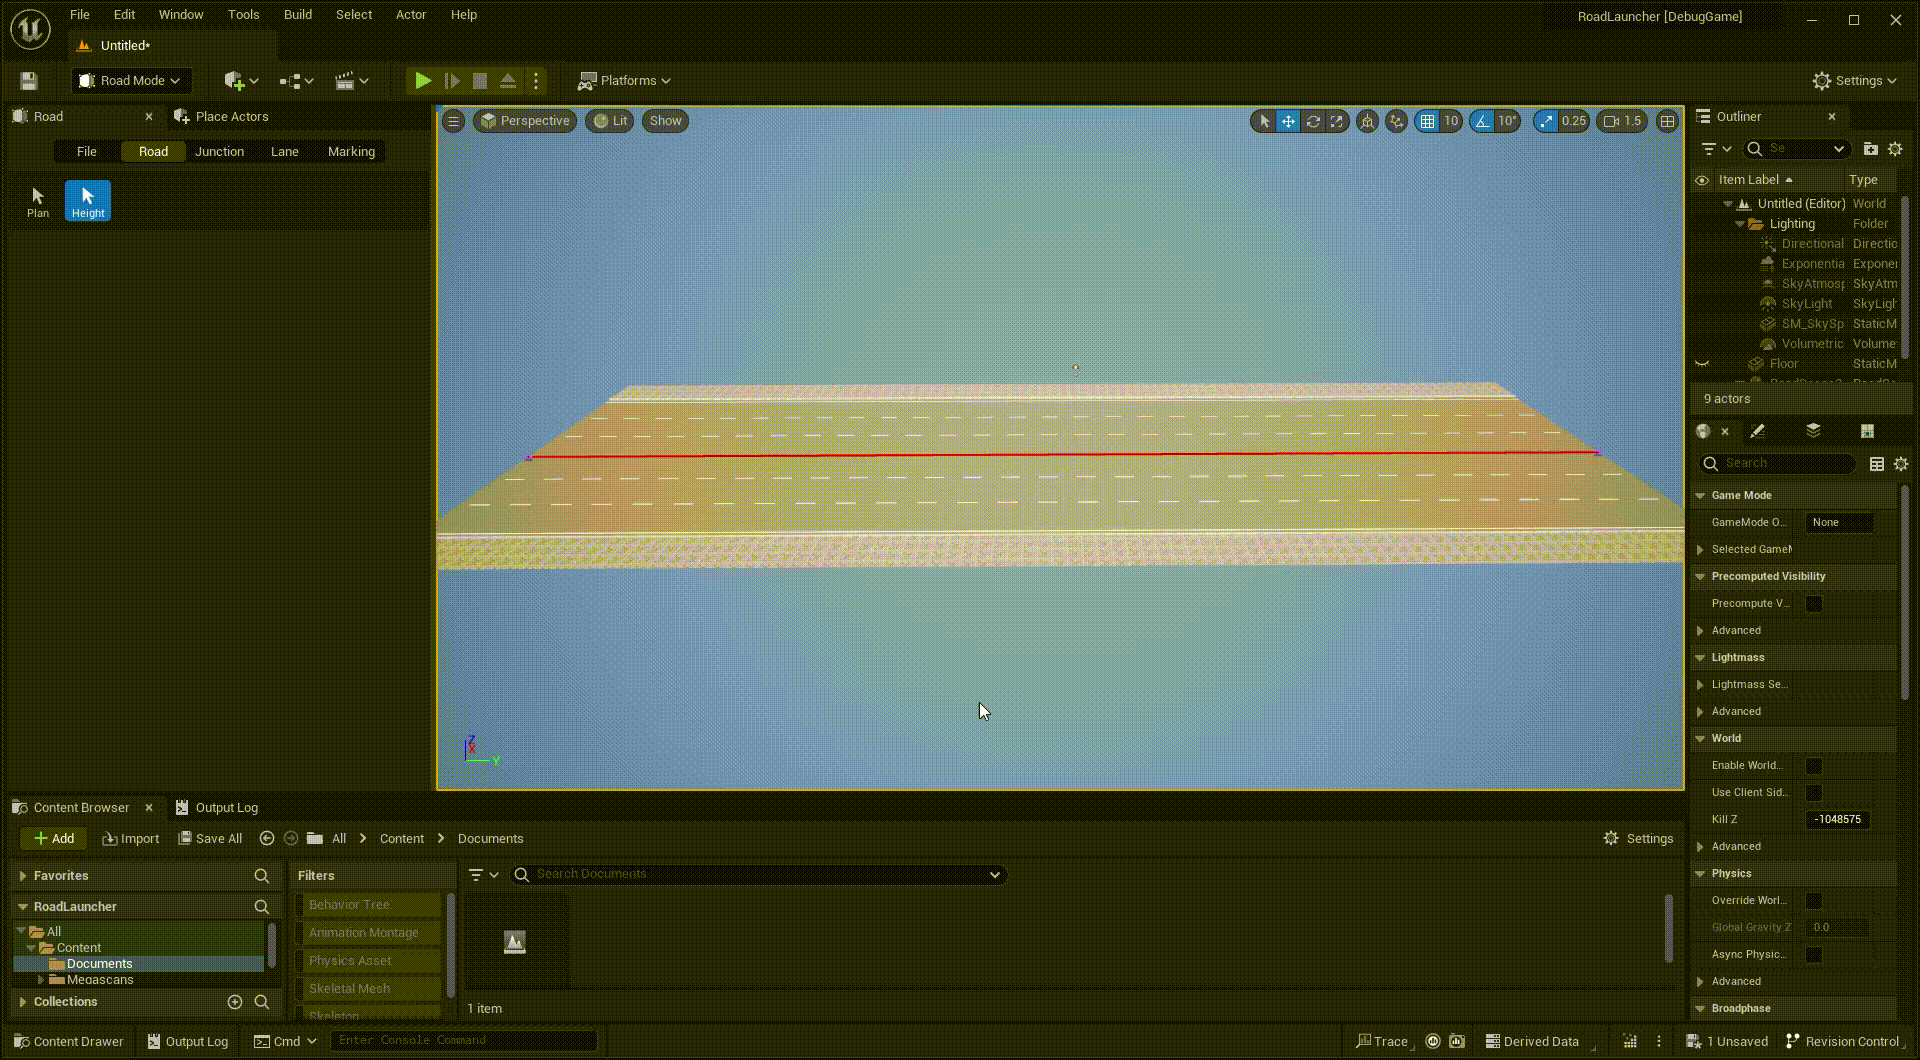 File Edit Window Tools Build Select Actor Help
RoadLauncher [DebugGame]
Untitled*
Road Mode
Platforms
Settings
Road
Place Actors
File Road Junction Lane Marking
Plan
Height
Perspective
Lit
Show
10
10°
0.25
1.5
Z
X
Y
Outliner
Se
Item Label Type
Untitled (Editor) World
Lighting Folder
Directional Directio
Exponentia Exponer
SkyAtmosp SkyAtm
SkyLight SkyLigh
SM_SkySp StaticM
Volumetric Volume
Floor StaticM
9 actors
Search
Game Mode
GameMode O... None
Selected GameM
Precomputed Visibility
Precompute V...
Advanced
Lightmass
Lightmass Se...
Advanced
World
Enable World...
Use Client Sid...
Kill Z -1048575
Advanced
Physics
Override Worl...
Global Gravity Z 0.0
Async Physic...
Advanced
Broadphase
Content Browser
Output Log
Add
Import
Save All
All
Content
Documents
Settings
Favorites
RoadLauncher
All
Content
Documents
Megascans
Collections
Filters
Behavior Tree
Animation Montage
Physics Asset
Skeletal Mesh
Skeleton
Search Documents
1 item
Content Drawer
Output Log
Cmd
Enter Console Command
Trace
Derived Data
1 Unsaved
Revision Control